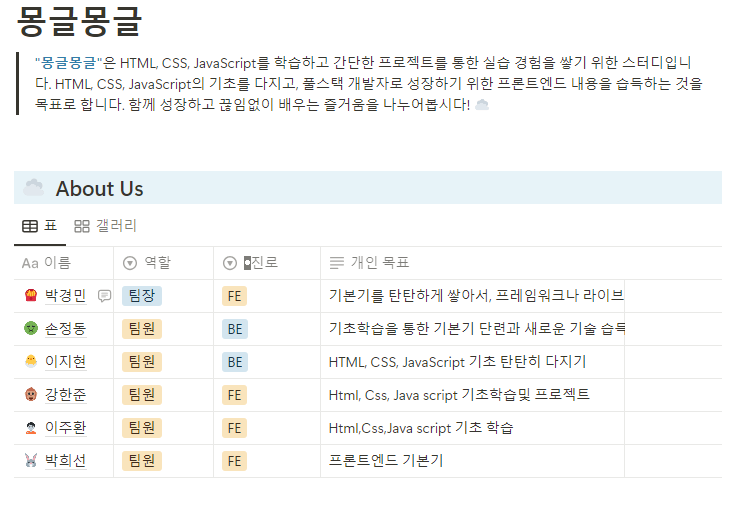 몽글몽글
"몽글몽글"은 HTML, CSS, JavaScript를 학습하고 간단한 프로젝트를 통한 실습 경험을 쌓기 위한 스터디입니
다. HTML, CSS, JavaScript의 기초를 다지고, 풀스택 개발자로 성장하기 위한 프론트엔드 내용을 습득하는 것을
목표로 합니다. 함께 성장하고 끊임없이 배우는 즐거움을 나누어봅시다!
About Us
표 갤러리
Aa 이름 역할 진로 개인 목표
박경민 팀장 FE 기본기를 탄탄하게 쌓아서, 프레임워크나 라이브
손정동 팀원 BE 기초학습을 통한 기본기 단련과 새로운 기술 습득
이지현 팀원 BE HTML, CSS, JavaScript 기초 탄탄히 다지기
강한준 팀원 FE Html, Css, Java script 기초학습및 프로젝트
이주환 팀원 FE Html,Css,Java script 기초 학습
박희선 팀원 FE 프론트엔드 기본기